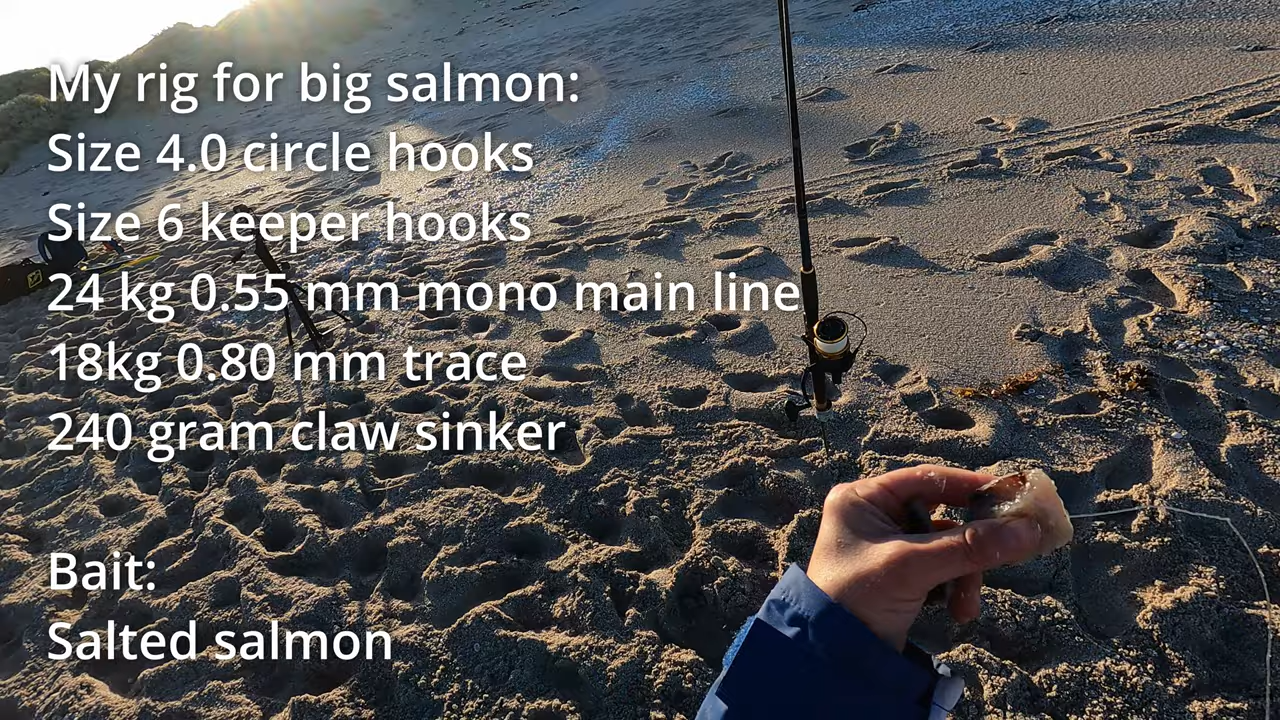 My rig for big salmon:
Size 4.0 circle hooks
Size 6 keeper hooks
24 kg 0.55 mm mono main line
18kg 0.80 mm trace
240 gram claw sinker
Bait:
Salted salmon